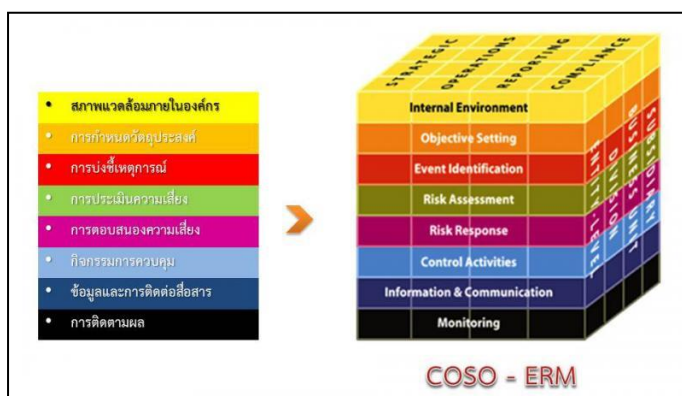 • สภาพแวดล้อมภายในองค์กร
• การกำหนดวัตถุประสงค์
• การบ่งชี้เหตุการณ์
• การประเมินความเสี่ยง
• การตอบสนองความเสี่ยง
• กิจกรรมการควบคุม
• ข้อมูลและการติดต่อสื่อสาร
• การติดตามผล
STRATEGIC
OPERATIONS
REPORTING
COMPLIANCE
Internal Environment
Objective Setting
Event Identification
Risk Assessment
Risk Response
Control Activities
Information & Communication
Monitoring
ENTITY-LEVEL
DIVISION
BUSINESS UNIT
SUBSIDIARY
COSO - ERM